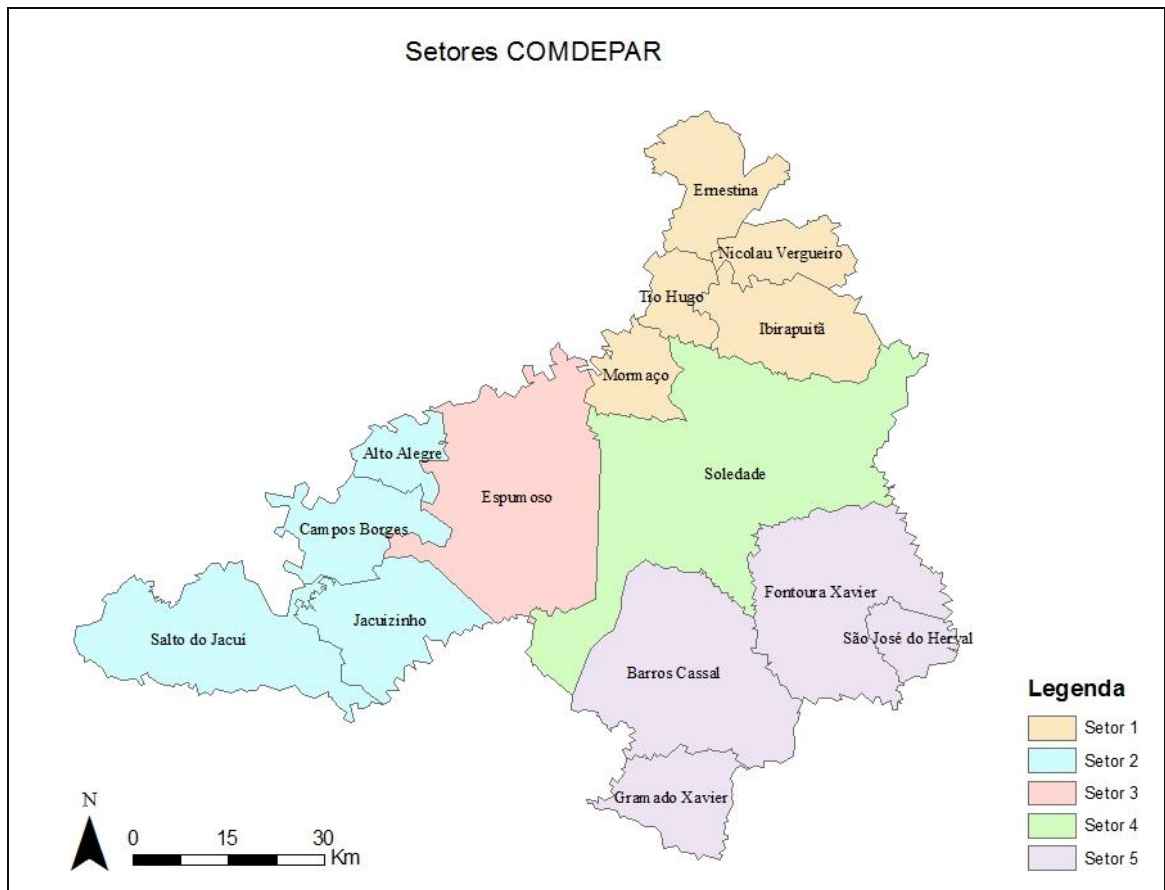 Setores COMDEPAR
Ernestina
Nicolau Vergueiro
Tio Hugo
Ibirapuitã
Mormaço
Alto Alegre
Soledade
Espumoso
Campos Borges
Fontoura Xavier
Jacuizinho
Salto do Jacuí
São José do Herval
Barros Cassal
Gramado Xavier
Legenda
Setor 1
Setor 2
Setor 3
Setor 4
Setor 5
N
0 15 30
Km